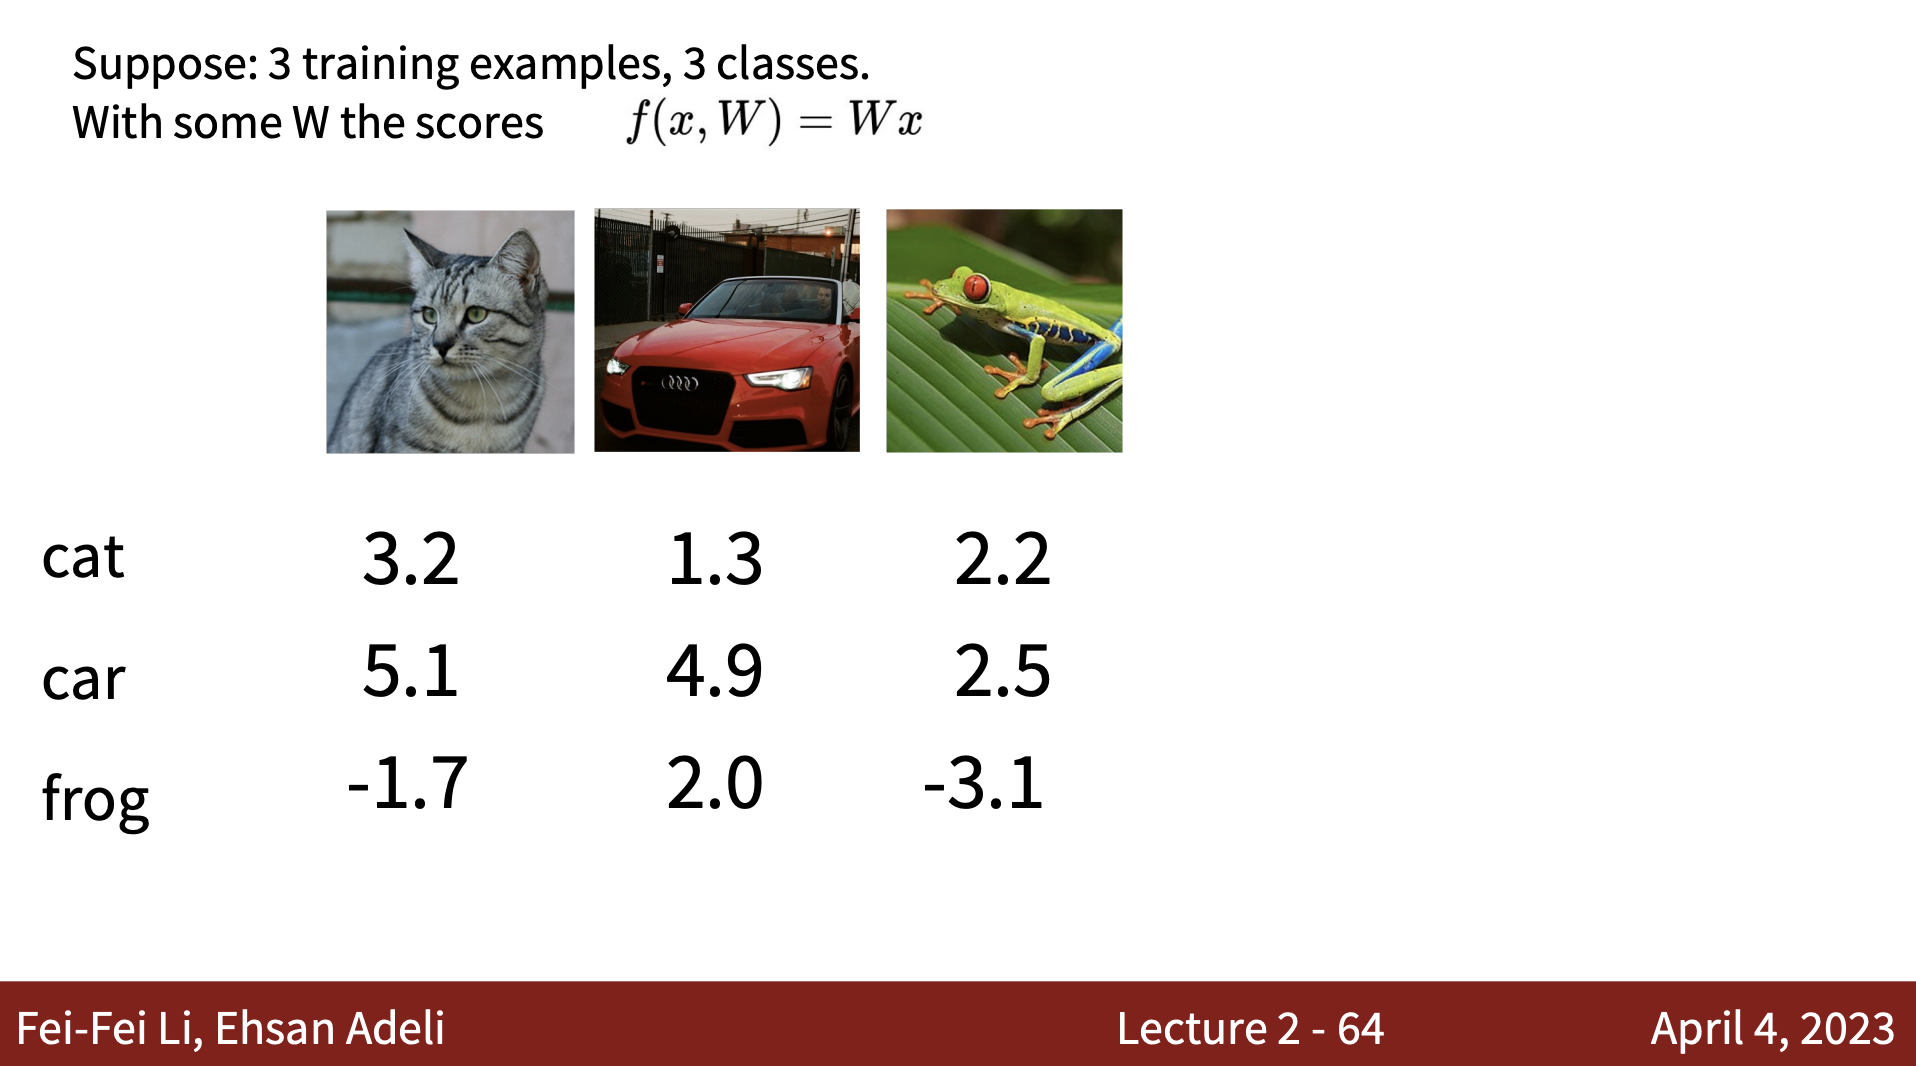 Suppose: 3 training examples, 3 classes.
With some W the scores f(x, W) = Wx
cat 3.2 1.3 2.2
car 5.1 4.9 2.5
frog -1.7 2.0 -3.1
Fei-Fei Li, Ehsan Adeli Lecture 2 - 64 April 4, 2023